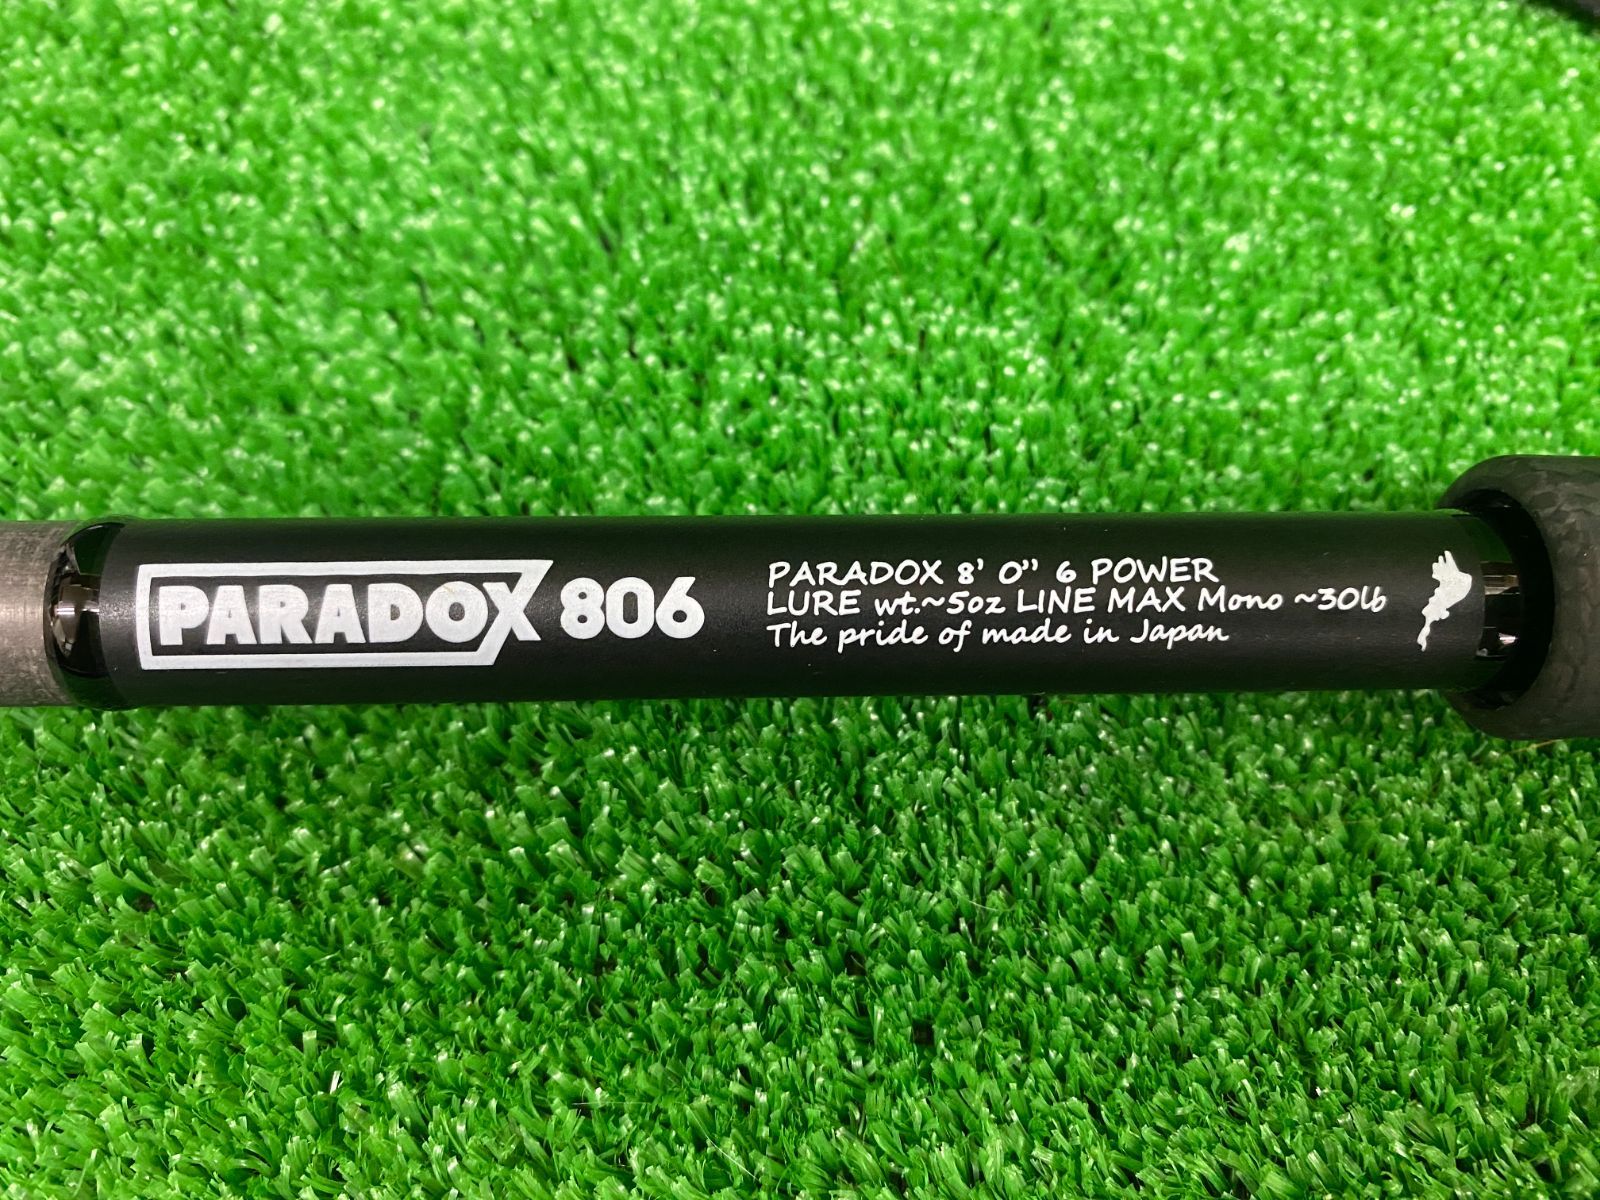 PARADOX 806
PARADOX 8' 0" 6 POWER
LURE wt.~5oz LINE MAX Mono ~30lb
The pride of made in Japan